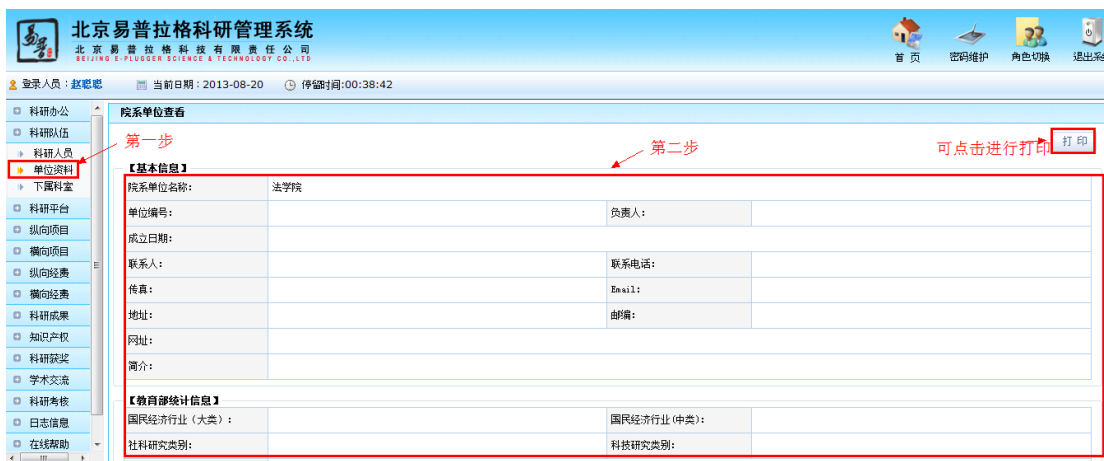 北京易普拉格科研管理系统
北京易普拉格科技有限责任公司
BEIJING E-PLUGGER SCIENCE & TECHNOLOGY CO.,LTD
首 页
密码维护
角色切换
退出系
登录人员：赵聪聪
当前日期：2013-08-20
停留时间:00:38:42
科研办公
科研队伍
科研人员
单位资料
下属科室
科研平台
纵向项目
横向项目
纵向经费
横向经费
科研成果
知识产权
科研获奖
学术交流
科研考核
日志信息
在线帮助
院系单位查看
第一步
第二步
可点击进行打印
打 印
【基本信息】
院系单位名称： 法学院
单位编号： 负责人：
成立日期：
联系人： 联系电话：
传真： Email：
地址： 邮编：
网址：
简介：
【教育部统计信息】
国民经济行业（大类）： 国民经济行业(中类)：
社科研究类别： 科技研究类别：